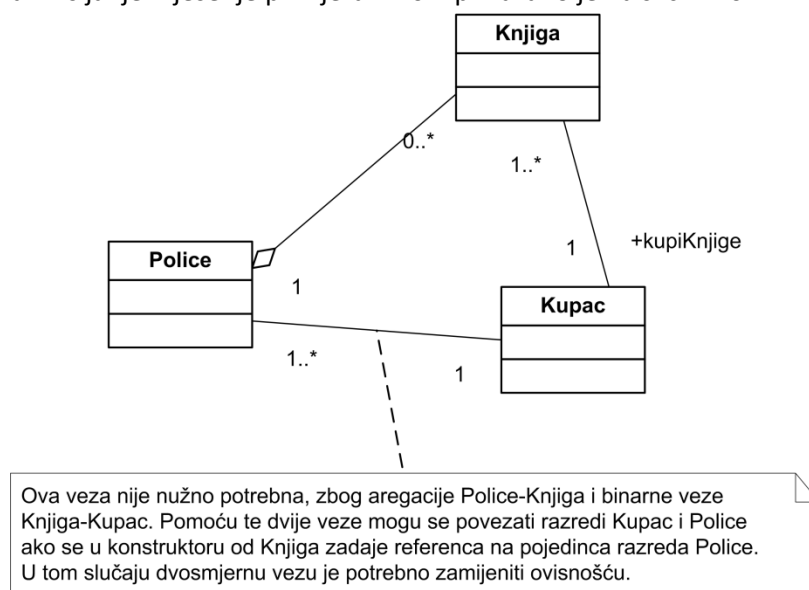 Knjiga
0..*
1..*
+kupiKnjige
1
Police
1
Kupac
1..*
1
Ova veza nije nužno potrebna, zbog aregacije Police-Knjiga i binarne veze
Knjiga-Kupac. Pomoću te dvije veze mogu se povezati razredi Kupac i Police
ako se u konstruktoru od Knjiga zadaje referenca na pojedinca razreda Police.
U tom slučaju dvosmjernu vezu je potrebno zamijeniti ovisnošću.